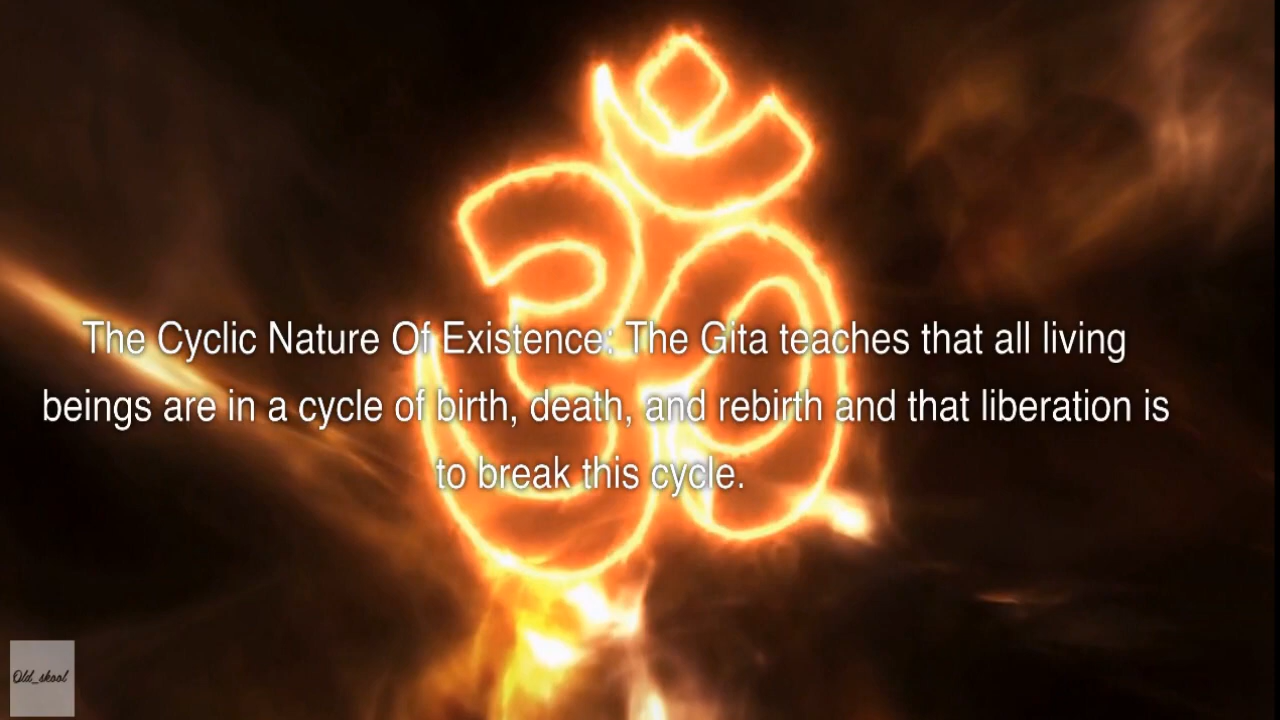 ॐ
The Cyclic Nature Of Existence: The Gita teaches that all living
beings are in a cycle of birth, death, and rebirth and that liberation is
to break this cycle.
Old_skool